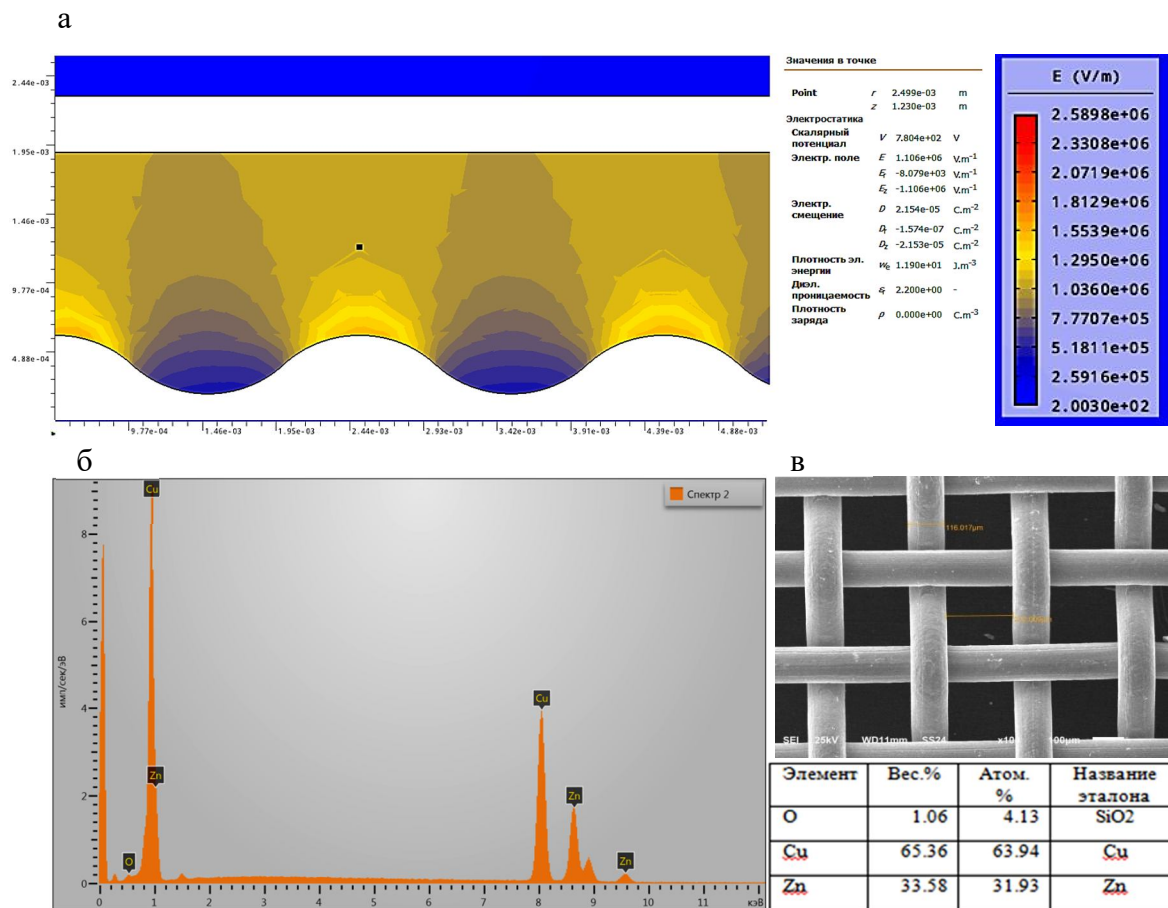 а
2.44e-03
1.95e-03
1.46e-03
9.77e-04
4.88e-04
9.77e-04 1.46e-03 1.95e-03 2.44e-03 2.93e-03 3.42e-03 3.91e-03 4.39e-03 4.88e-03
Значения в точке
Point r 2.499e-03 m
z 1.230e-03 m
Электростатика
Скалярный потенциал V 7.804e+02 V
Электр. поле E 1.106e+06 V.m-1
Er -8.079e+03 V.m-1
Ez -1.106e+06 V.m-1
Электр. смещение D 2.154e-05 C.m-2
Dr -1.574e-07 C.m-2
Dz -2.153e-05 C.m-2
Плотность эл. энергии we 1.190e+01 J.m-3
Диэл. проницаемость εr 2.200e+00 -
Плотность заряда ρ 0.000e+00 C.m-3
E (V/m)
2.5898e+06
2.3308e+06
2.0719e+06
1.8129e+06
1.5539e+06
1.2950e+06
1.0360e+06
7.7707e+05
5.1811e+05
2.5916e+05
2.0030e+02
б
Спектр 2
имп/сек/эВ
8
6
4
2
0
Cu
Zn
O
Cu
Zn
Zn
0 1 2 3 4 5 6 7 8 9 10 11 кэВ
в
116.017µm
SEI 25kV WD11mm SS24 x10 100µm
Элемент Вес.% Атом. % Название эталона
O 1.06 4.13 SiO2
Cu 65.36 63.94 Cu
Zn 33.58 31.93 Zn